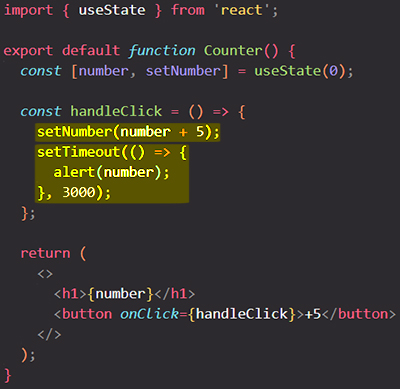 import { useState } from 'react';
export default function Counter() {
  const [number, setNumber] = useState(0);
  const handleClick = () => {
    setNumber(number + 5);
    setTimeout(() => {
      alert(number);
    }, 3000);
  };
  return (
    <>
      <h1>{number}</h1>
      <button onClick={handleClick}>+5</button>
    </>
  );
}